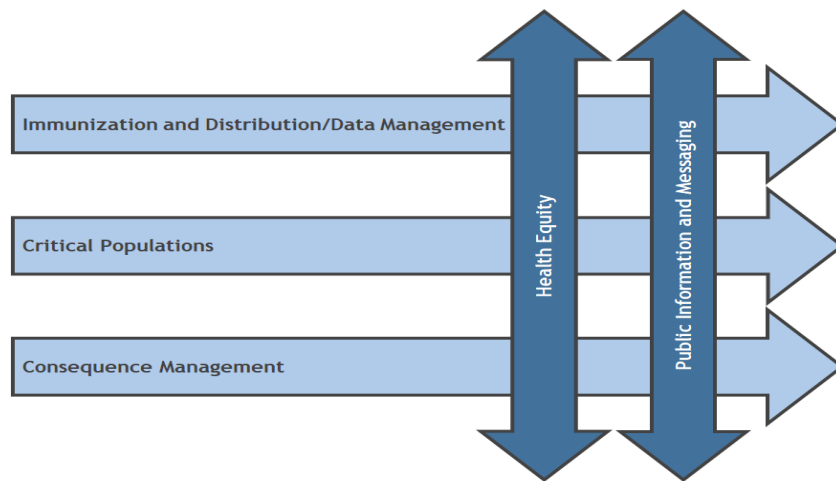 Immunization and Distribution/Data Management
Critical Populations
Consequence Management
Health Equity
Public Information and Messaging